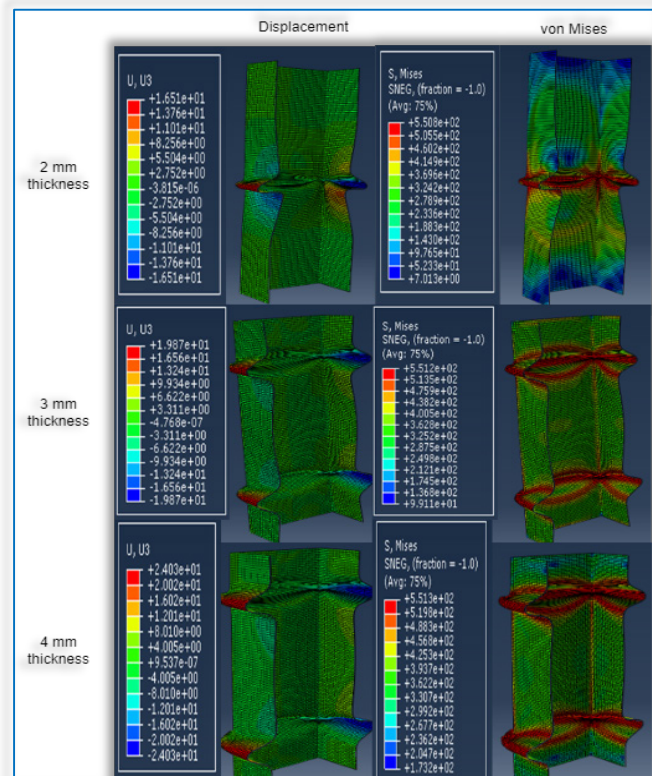 Displacement
von Mises
2 mm
thickness
U, U3
+1.651e+01
+1.376e+01
+1.101e+01
+8.256e+00
+5.504e+00
+2.752e+00
-3.815e-06
-2.752e+00
-5.504e+00
-8.256e+00
-1.101e+01
-1.376e+01
-1.651e+01
S, Mises
SNEG, (fraction = -1.0)
(Avg: 75%)
+5.508e+02
+5.055e+02
+4.602e+02
+4.149e+02
+3.696e+02
+3.242e+02
+2.789e+02
+2.336e+02
+1.883e+02
+1.430e+02
+9.765e+01
+5.233e+01
+7.013e+00
3 mm
thickness
U, U3
+1.987e+01
+1.656e+01
+1.324e+01
+9.934e+00
+6.622e+00
+3.311e+00
-4.768e-07
-3.311e+00
-6.622e+00
-9.934e+00
-1.324e+01
-1.656e+01
-1.987e+01
S, Mises
SNEG, (fraction = -1.0)
(Avg: 75%)
+5.512e+02
+5.135e+02
+4.759e+02
+4.382e+02
+4.005e+02
+3.628e+02
+3.252e+02
+2.875e+02
+2.498e+02
+2.121e+02
+1.745e+02
+1.368e+02
+9.911e+01
4 mm
thickness
U, U3
+2.403e+01
+2.002e+01
+1.602e+01
+1.201e+01
+8.010e+00
+4.005e+00
+9.537e-07
-4.005e+00
-8.010e+00
-1.201e+01
-1.602e+01
-2.002e+01
-2.403e+01
S, Mises
SNEG, (fraction = -1.0)
(Avg: 75%)
+5.513e+02
+5.198e+02
+4.883e+02
+4.568e+02
+4.253e+02
+3.937e+02
+3.622e+02
+3.307e+02
+2.992e+02
+2.677e+02
+2.362e+02
+2.047e+02
+1.732e+02